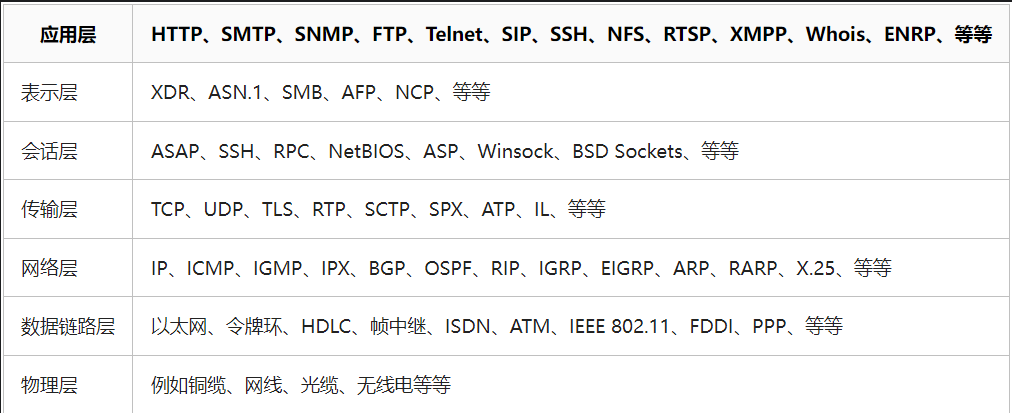 应用层 HTTP、SMTP、SNMP、FTP、Telnet、SIP、SSH、NFS、RTSP、XMPP、Whois、ENRP、等等
表示层 XDR、ASN.1、SMB、AFP、NCP、等等
会话层 ASAP、SSH、RPC、NetBIOS、ASP、Winsock、BSD Sockets、等等
传输层 TCP、UDP、TLS、RTP、SCTP、SPX、ATP、IL、等等
网络层 IP、ICMP、IGMP、IPX、BGP、OSPF、RIP、IGRP、EIGRP、ARP、RARP、X.25、等等
数据链路层 以太网、令牌环、HDLC、帧中继、ISDN、ATM、IEEE 802.11、FDDI、PPP、等等
物理层 例如铜缆、网线、光缆、无线电等等